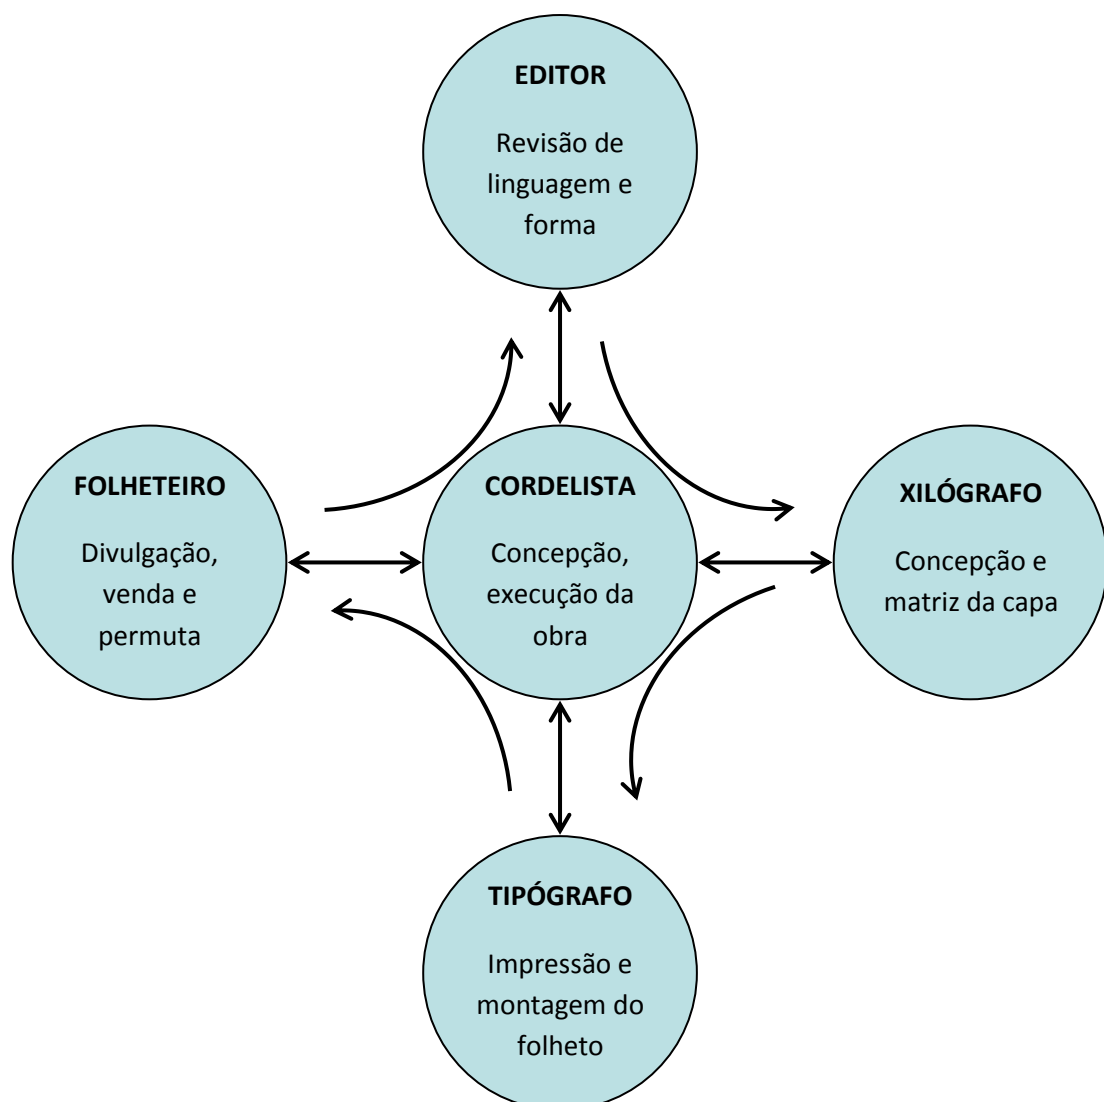 EDITOR
Revisão de
linguagem e
forma
FOLHETEIRO
Divulgação,
venda e
permuta
CORDELISTA
Concepção,
execução da
obra
XILÓGRAFO
Concepção e
matriz da capa
TIPÓGRAFO
Impressão e
montagem do
folheto